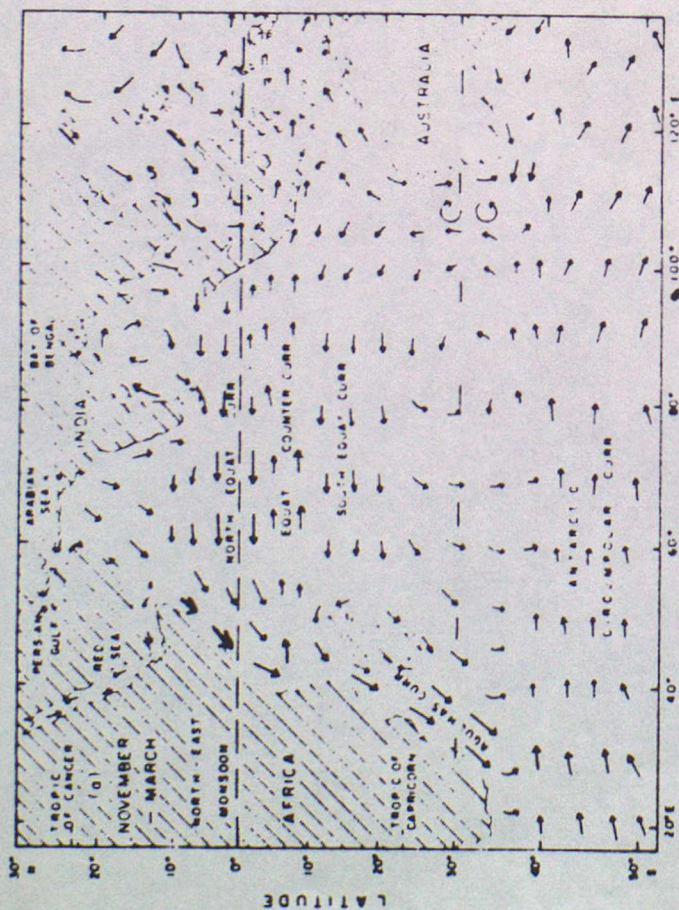 30°
N
20°
10°
0°
10°
20°
30°
40°
50°
S
LATITUDE
20°E
40°
60°
80°
100°
120°E
TROPIC
OF CANCER
(a)
NOVEMBER
- MARCH
NORTH-EAST
MONSOON
AFRICA
TROPIC OF
CAPRICORN
PERSIAN
GULF
RED
SEA
ARABIAN
SEA
INDIA
BAY OF
BENGAL
NORTH EQUAT CURR
EQUAT COUNTER CURR
SOUTH EQUAT CURR
AGULHAS CURR
AUSTRALIA
ANTARCTIC
CIRCUMPOLAR CURR